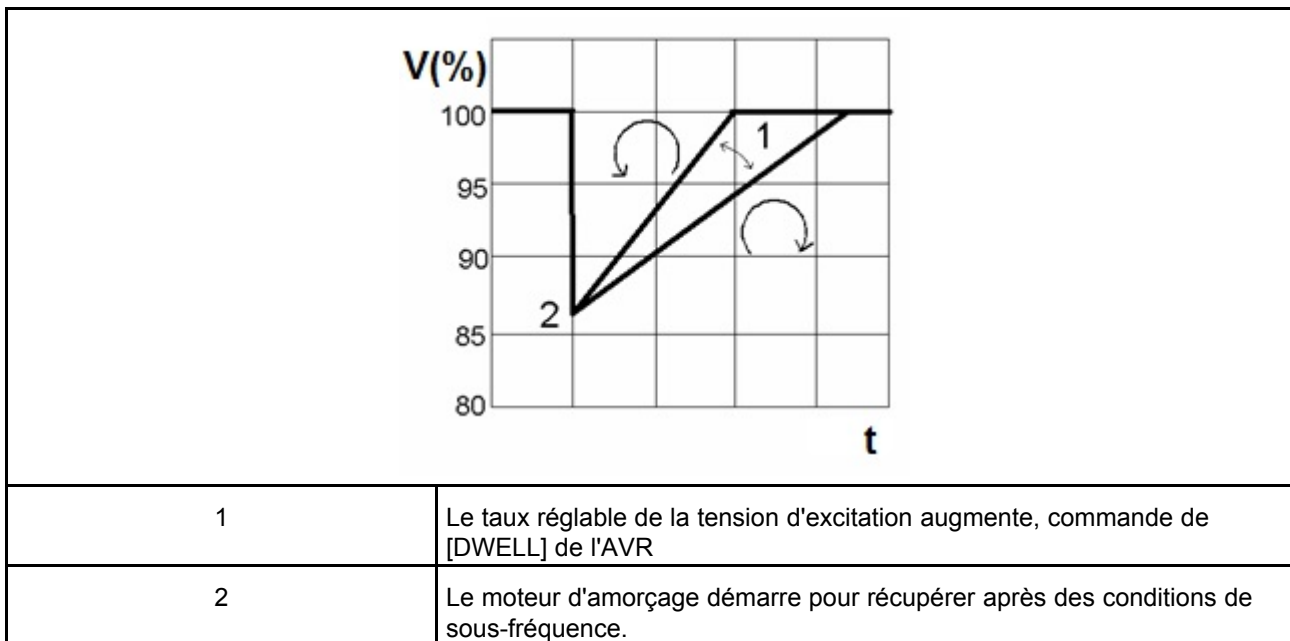 V(%)
100
1
95
90
2
85
80
t
1
Le taux réglable de la tension d'excitation augmente, commande de
[DWELL] de l'AVR
2
Le moteur d'amorçage démarre pour récupérer après des conditions de
sous-fréquence.